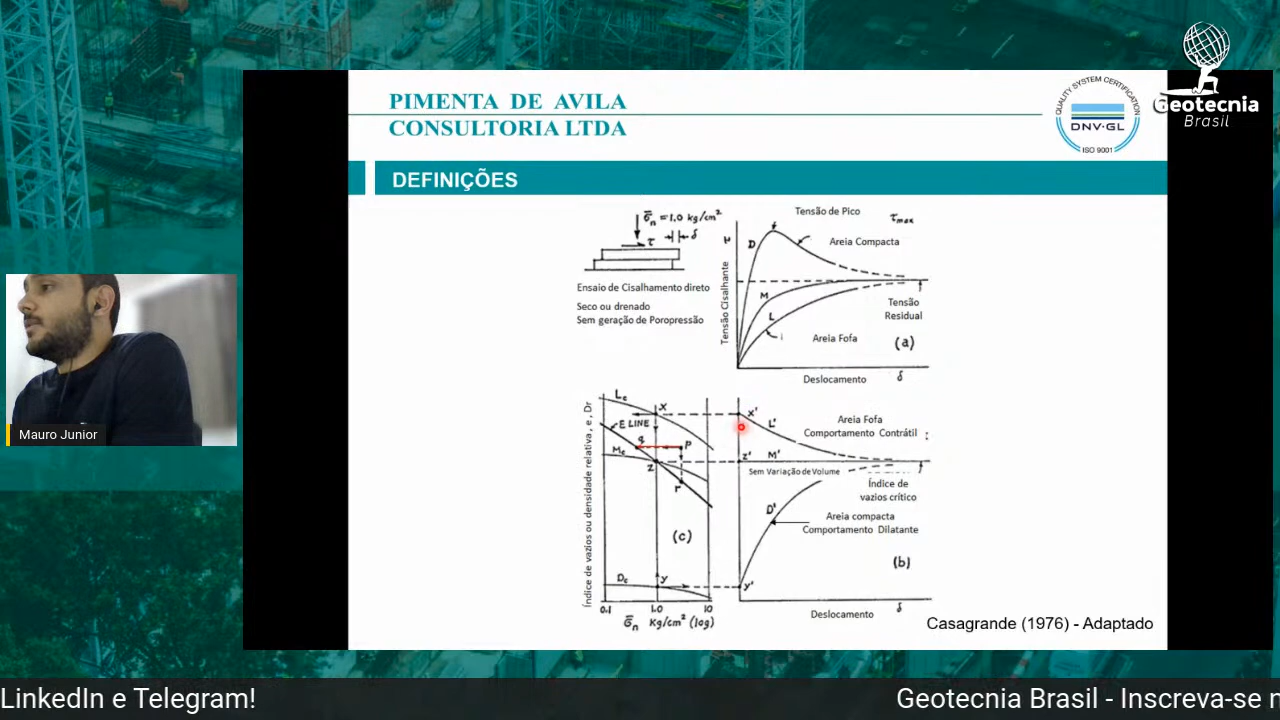 Geotecnia
Brasil
QUALITY SYSTEM CERTIFICATION
DNV·GL
ISO 9001
PIMENTA DE AVILA
CONSULTORIA LTDA
DEFINIÇÕES
σ̄n = 1.0 kg/cm²
τ
δ
Ensaio de Cisalhamento direto
Seco ou drenado
Sem geração de Poropressão
Tensão Cisalhante
Tensão de Pico
τmax
D
Areia Compacta
M
L
Tensão
Residual
Areia Fofa
(a)
Deslocamento
δ
Índice de vazios ou densidade relativa, e, Dr
Lc
X
E LINE
q
p
Mc
Z
r
(c)
Dc
y
0.1
1.0
10
σ̄n Kg/cm² (log)
x'
L'
Areia Fofa
Comportamento Contrátil
z'
M'
Sem Variação de Volume
Índice de
vazios crítico
D'
Areia compacta
Comportamento Dilatante
(b)
y'
Deslocamento
δ
Casagrande (1976) - Adaptado
Mauro Junior
LinkedIn e Telegram!
Geotecnia Brasil - Inscreva-se